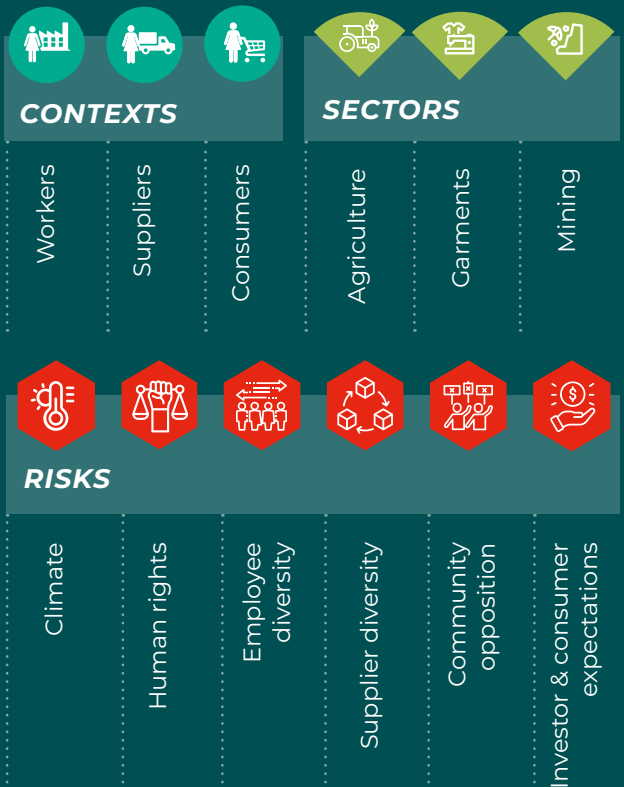 CONTEXTS
SECTORS
Workers
Suppliers
Consumers
Agriculture
Garments
Mining
RISKS
Climate
Human rights
Employee
diversity
Supplier diversity
Community
opposition
Investor & consumer
expectations